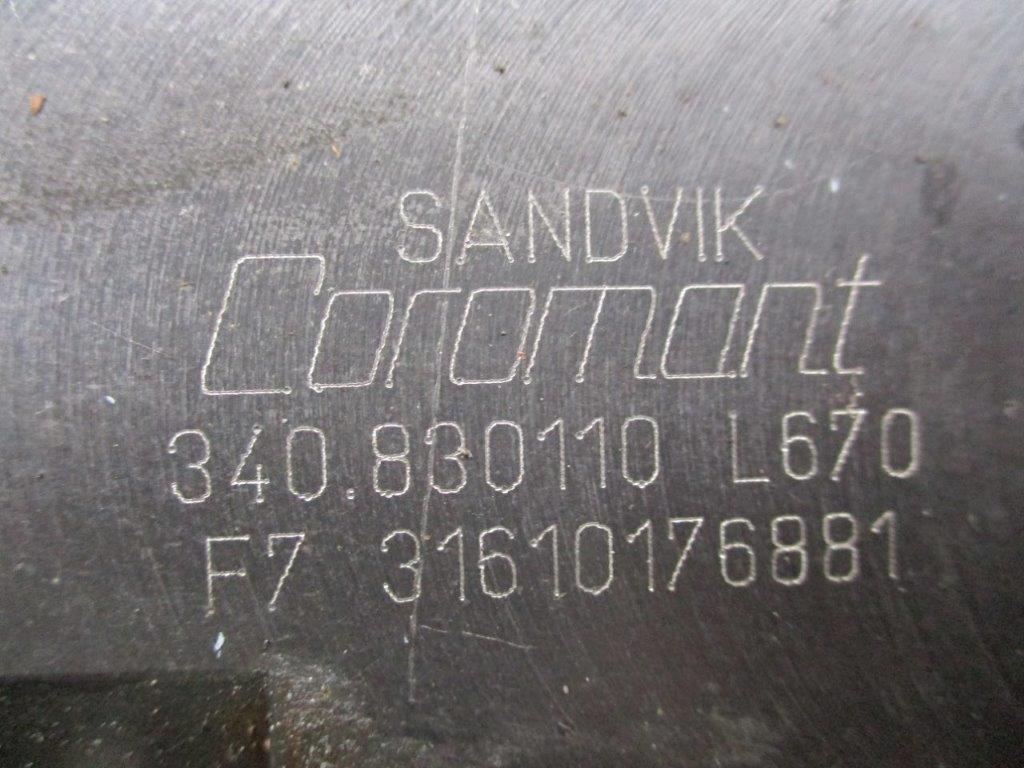 SANDVIK
Coromant
340.830110 L670
F7 31610176881